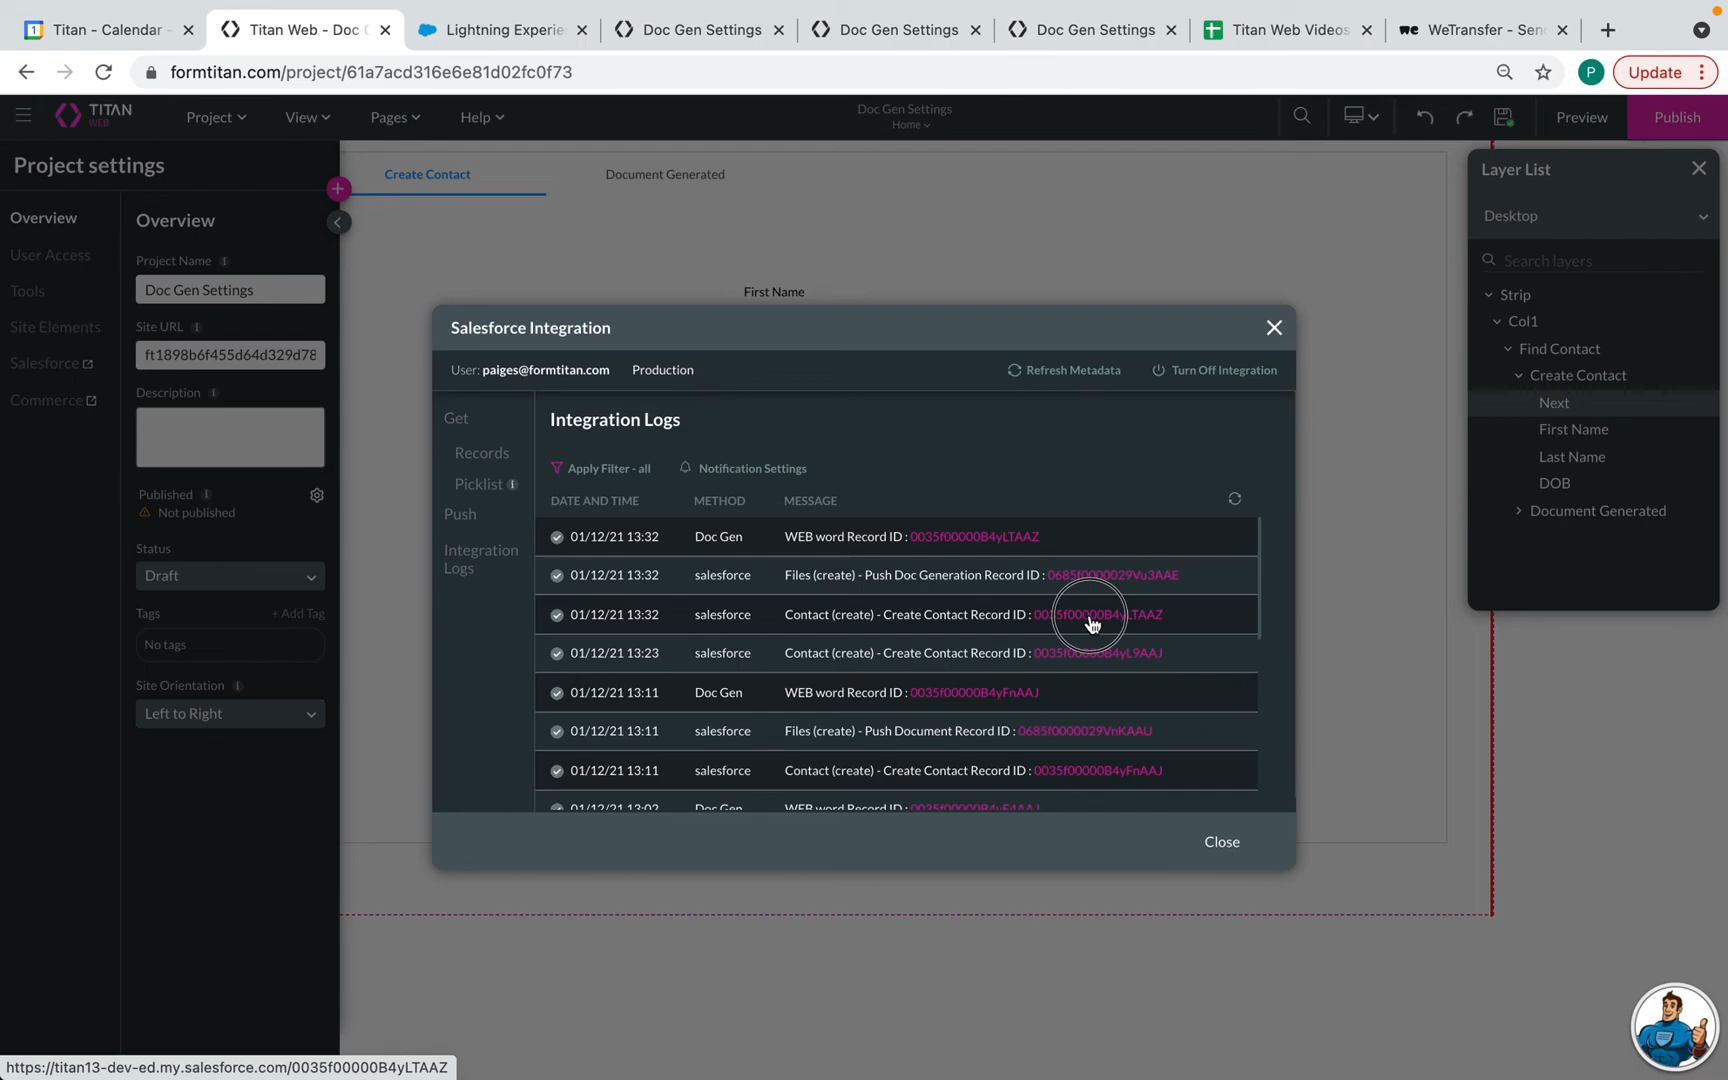 Titan - Calendar -
Titan Web - Doc G
Lightning Experie
Doc Gen Settings
Doc Gen Settings
Doc Gen Settings
Titan Web Videos
WeTransfer - Send
formtitan.com/project/61a7acd316e6e81d02fc0f73
P
Update
TITAN
WEB
Project
View
Pages
Help
Doc Gen Settings
Home
Preview
Publish
Project settings
Overview
User Access
Tools
Site Elements
Salesforce
Commerce
Overview
Project Name
Doc Gen Settings
Site URL
ft1898b6f455d64d329d78
Description
Published
Not published
Status
Draft
Tags
+ Add Tag
No tags
Site Orientation
Left to Right
Create Contact
Document Generated
First Name
Salesforce Integration
User: paiges@formtitan.com
Production
Refresh Metadata
Turn Off Integration
Get
Records
Picklist
Push
Integration
Logs
Integration Logs
Apply Filter - all
Notification Settings
DATE AND TIME METHOD MESSAGE
01/12/21 13:32 Doc Gen WEB word Record ID : 0035f00000B4yLTAAZ
01/12/21 13:32 salesforce Files (create) - Push Doc Generation Record ID : 0685f0000029Vu3AAE
01/12/21 13:32 salesforce Contact (create) - Create Contact Record ID : 0035f00000B4yLTAAZ
01/12/21 13:23 salesforce Contact (create) - Create Contact Record ID : 0035f00000B4yL9AAJ
01/12/21 13:11 Doc Gen WEB word Record ID : 0035f00000B4yFnAAJ
01/12/21 13:11 salesforce Files (create) - Push Document Record ID : 0685f0000029VnKAAU
01/12/21 13:11 salesforce Contact (create) - Create Contact Record ID : 0035f00000B4yFnAAJ
01/12/21 13:02 Doc Gen WEB word Record ID :
Close
Layer List
Desktop
Search layers
Strip
Col1
Find Contact
Create Contact
Next
First Name
Last Name
DOB
Document Generated
https://titan13-dev-ed.my.salesforce.com/0035f00000B4yLTAAZ